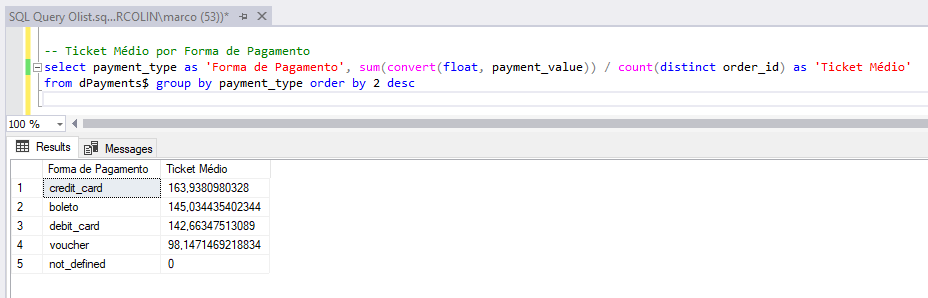 SQL Query Olist.sq...RCOLIN\marco (53))*
-- Ticket Médio por Forma de Pagamento
select payment_type as 'Forma de Pagamento', sum(convert(float, payment_value)) / count(distinct order_id) as 'Ticket Médio'
from dPayments$ group by payment_type order by 2 desc
100 %
Results Messages
Forma de Pagamento Ticket Médio
1 credit_card 163,9380980328
2 boleto 145,034435402344
3 debit_card 142,66347513089
4 voucher 98,1471469218834
5 not_defined 0